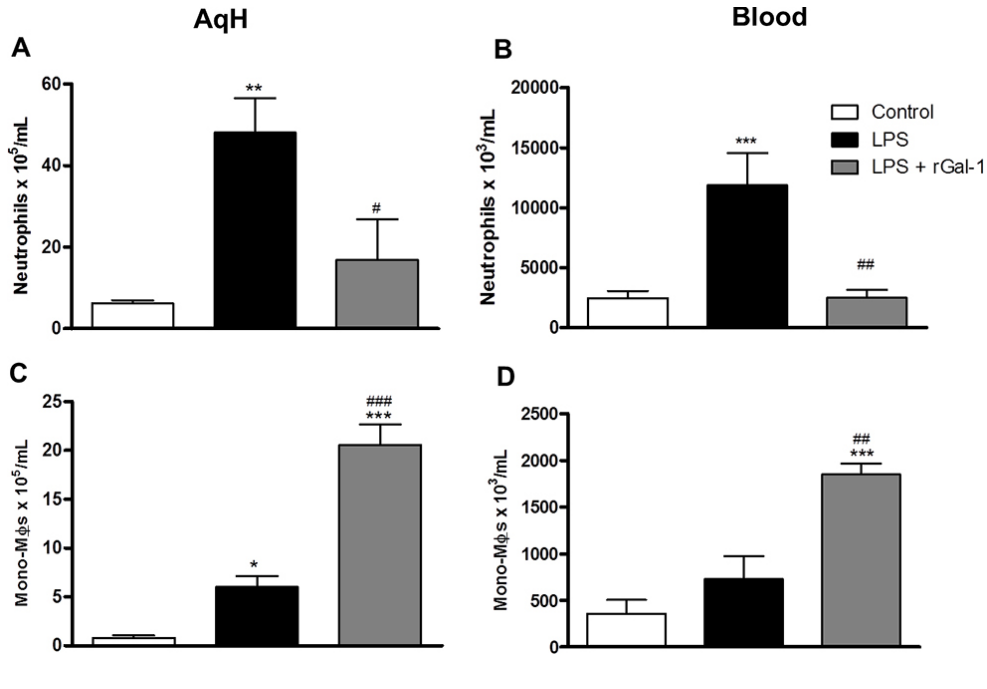 AqH
Blood
A
Neutrophils x 10⁵/mL
60
40
20
0
**
#
B
Neutrophils x 10³/mL
20000
15000
10000
5000
0
***
##
Control
LPS
LPS + rGal-1
C
Mono-Mϕs x 10⁵/mL
25
20
15
10
5
0
*
###
***
D
Mono-Mϕs x 10³/mL
2500
2000
1500
1000
500
0
##
***